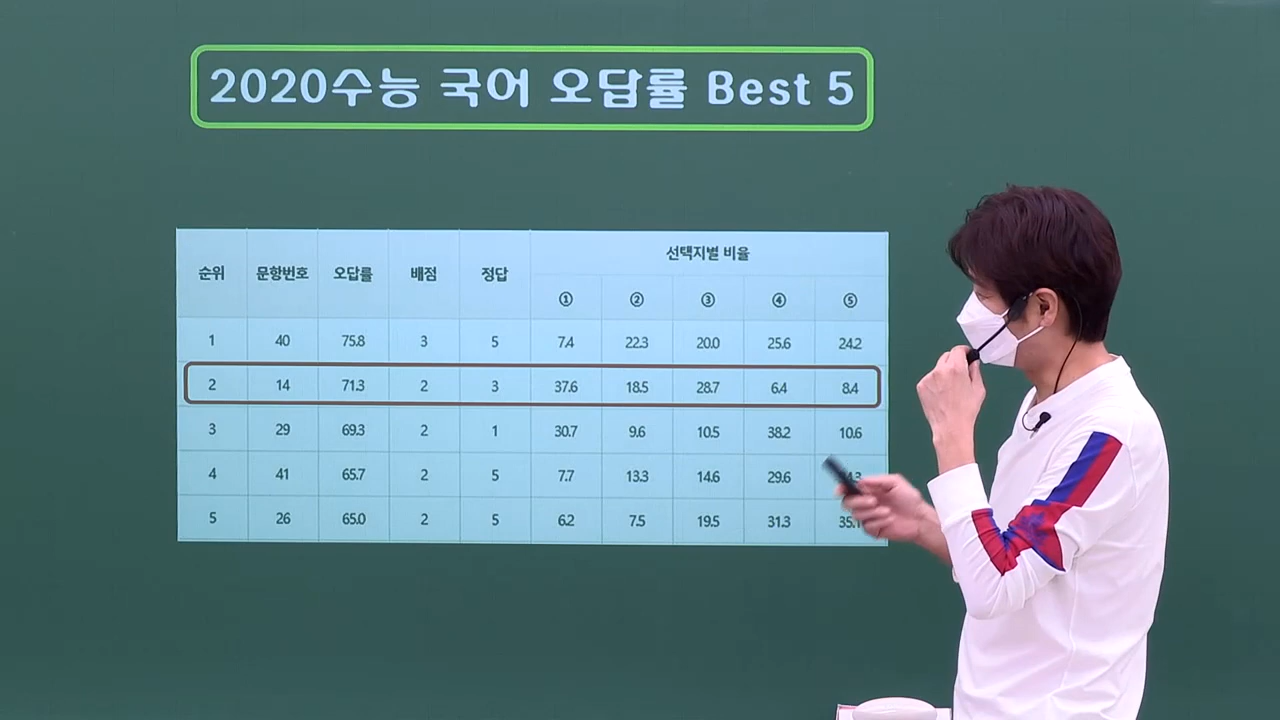 2020수능 국어 오답률 Best 5
순위 문항번호 오답률 배점 정답 선택지별 비율
① ② ③ ④ ⑤
1 40 75.8 3 5 7.4 22.3 20.0 25.6 24.2
2 14 71.3 2 3 37.6 18.5 28.7 6.4 8.4
3 29 69.3 2 1 30.7 9.6 10.5 38.2 10.6
4 41 65.7 2 5 7.7 13.3 14.6 29.6
5 26 65.0 2 5 6.2 7.5 19.5 31.3